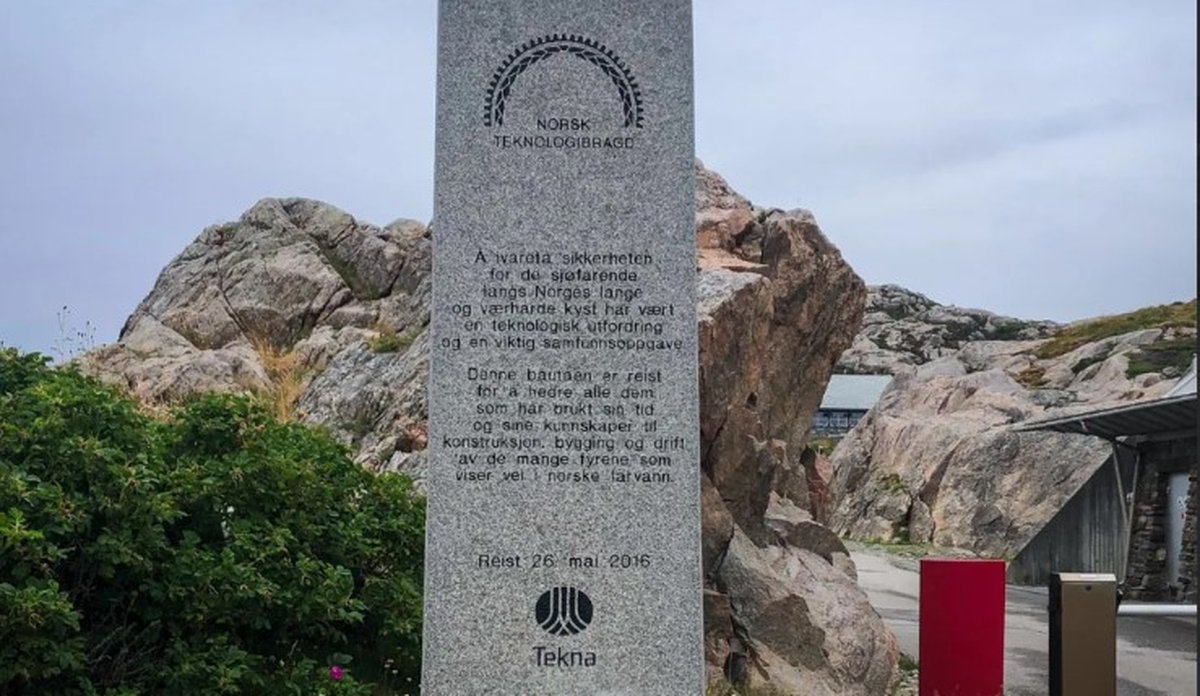 NORSK
TEKNOLOGIBRAGD
Å ivareta sikkerheten
for de sjøfarende
langs Norges lange
og værharde kyst har vært
en teknologisk utfordring
og en viktig samfunnsoppgave.
Denne bautaen er reist
for å hedre alle dem
som har brukt sin tid
og sine kunnskaper til
konstruksjon, bygging og drift
av de mange fyrene som
viser vei i norske farvann.
Reist 26. mai 2016
Tekna